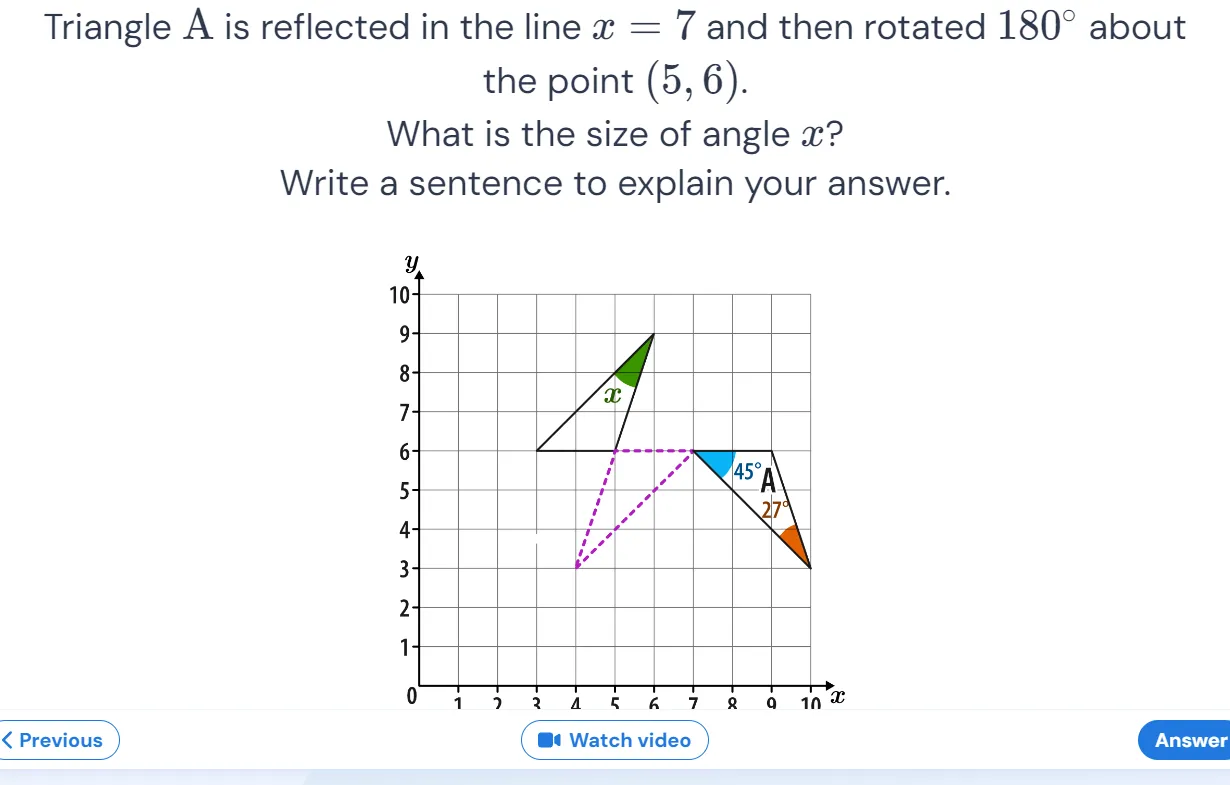 Triangle A is reflected in the line x = 7 and then rotated 180° about
the point (5, 6).
What is the size of angle x?
Write a sentence to explain your answer.
y
10
9
8
x
7
6
45° A
5
27°
4
3
2
1
0
1 2 3 4 5 6 7 8 9 10 x
Previous
Watch video
Answer